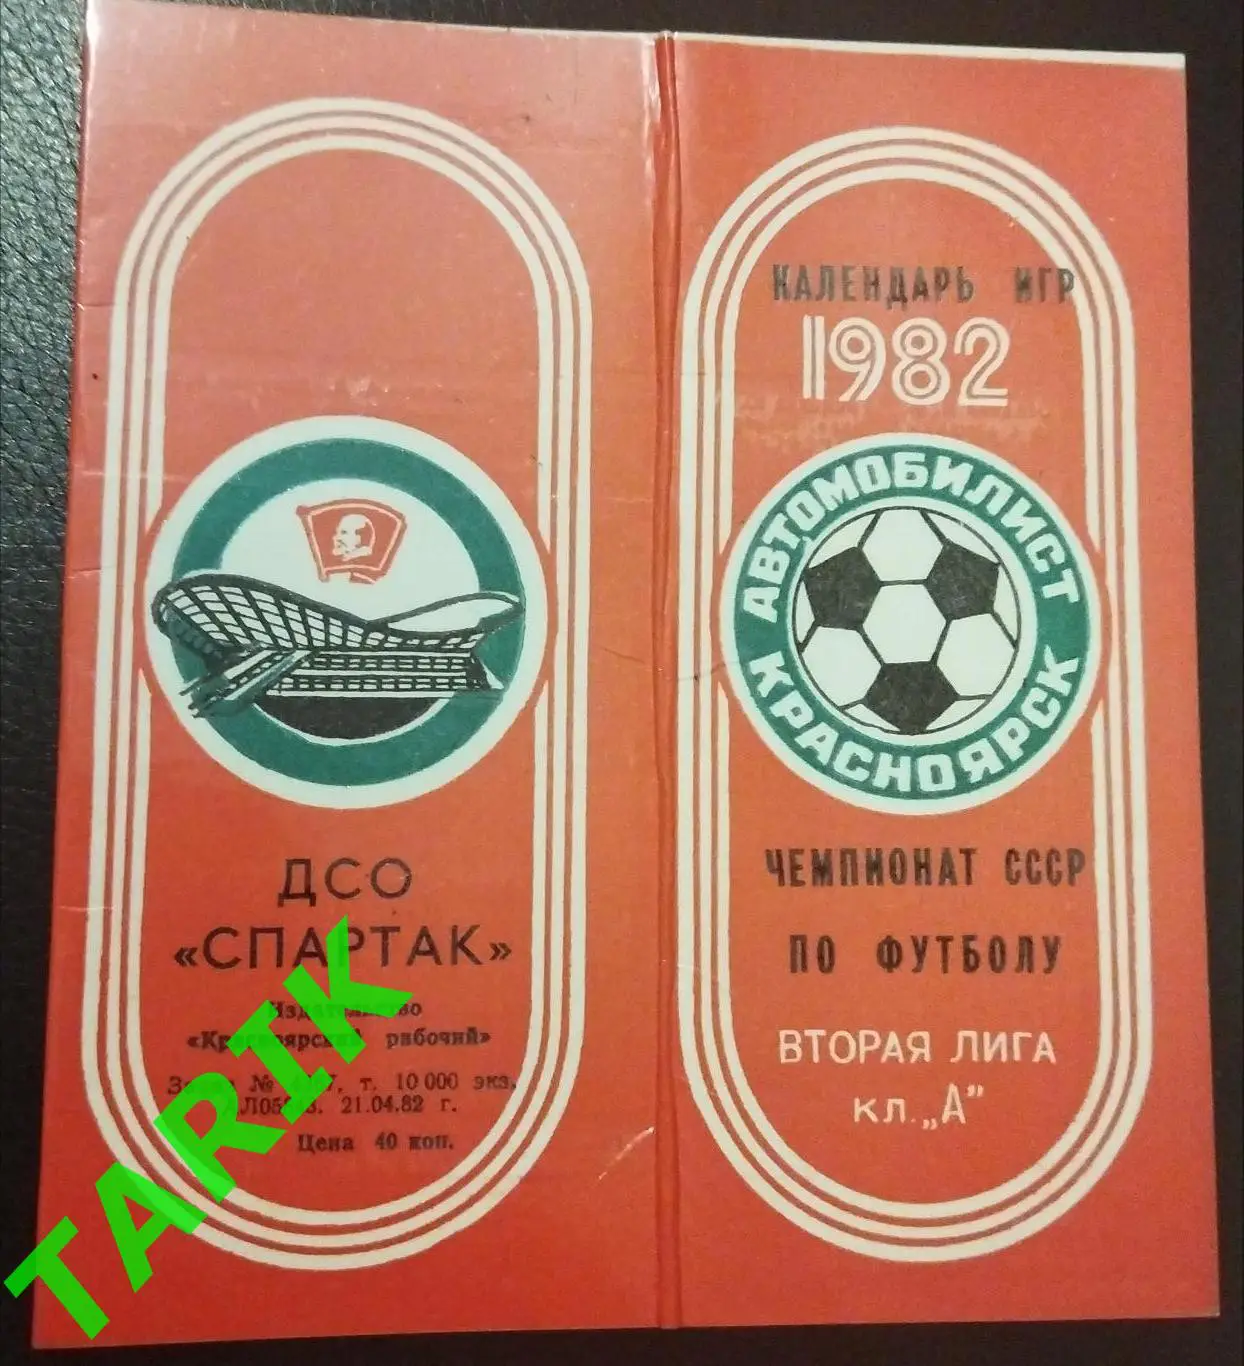 ДСО
«СПАРТАК»
Издательство
«Красноярский рабочий»
т. 10 000 экз.
21.04.82 г.
Цена 40 коп.
TARIK
КАЛЕНДАРЬ ИГР
1982
АВТОМОБИЛИСТ
КРАСНОЯРСК
ЧЕМПИОНАТ СССР
ПО ФУТБОЛУ
ВТОРАЯ ЛИГА
кл. „А"